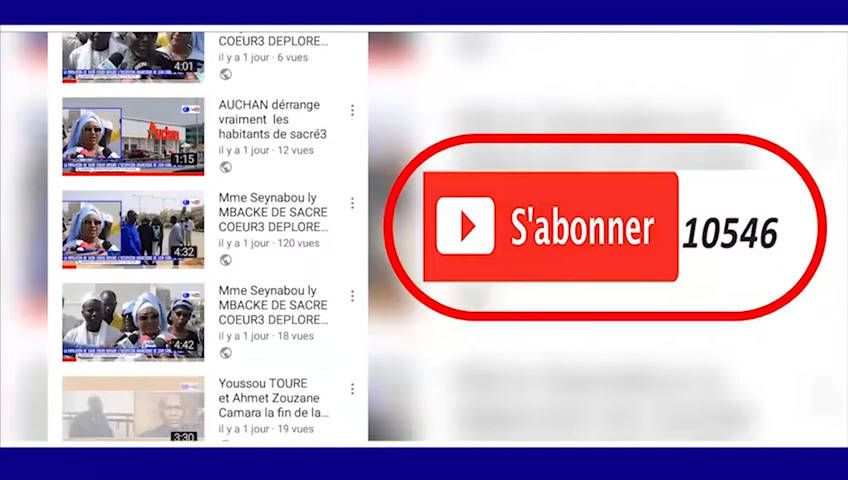 COEUR3 DEPLORE...
il y a 1 jour · 6 vues
4:01
AUCHAN dérrange
vraiment les
habitants de sacré3
il y a 1 jour · 12 vues
Auchan
1:15
Mme Seynabou ly
MBACKE DE SACRE
COEUR3 DEPLORE...
il y a 1 jour · 120 vues
4:32
Mme Seynabou ly
MBACKE DE SACRE
COEUR3 DEPLORE...
il y a 1 jour · 18 vues
4:42
Youssou TOURE
et Ahmet Zouzane
Camara la fin de la...
il y a 1 jour · 19 vues
3:30
S'abonner 10546